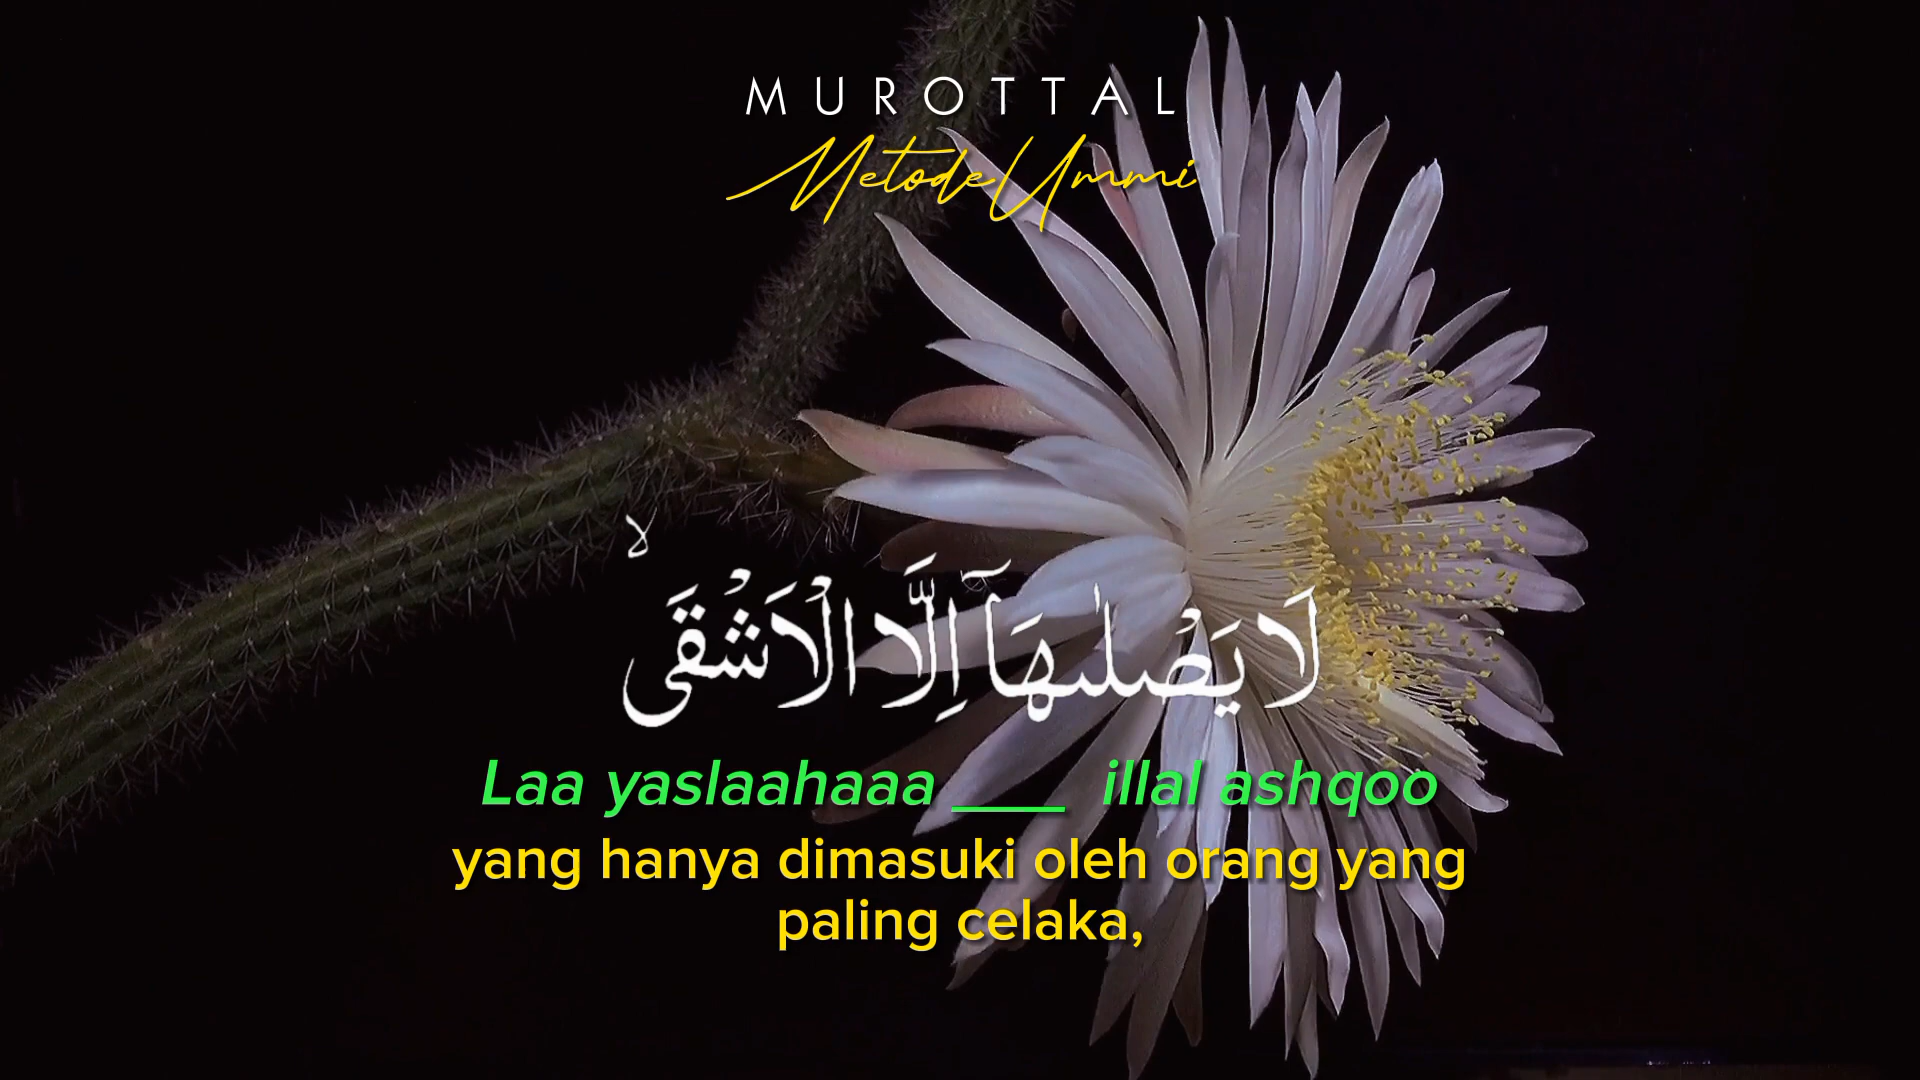 MUROTTAL
Metode Ummi
لَا يَصْلٰىهَآ اِلَّا الْاَشْقَىۙ
Laa yaslaahaaa ___ illal ashqoo
yang hanya dimasuki oleh orang yang
paling celaka,